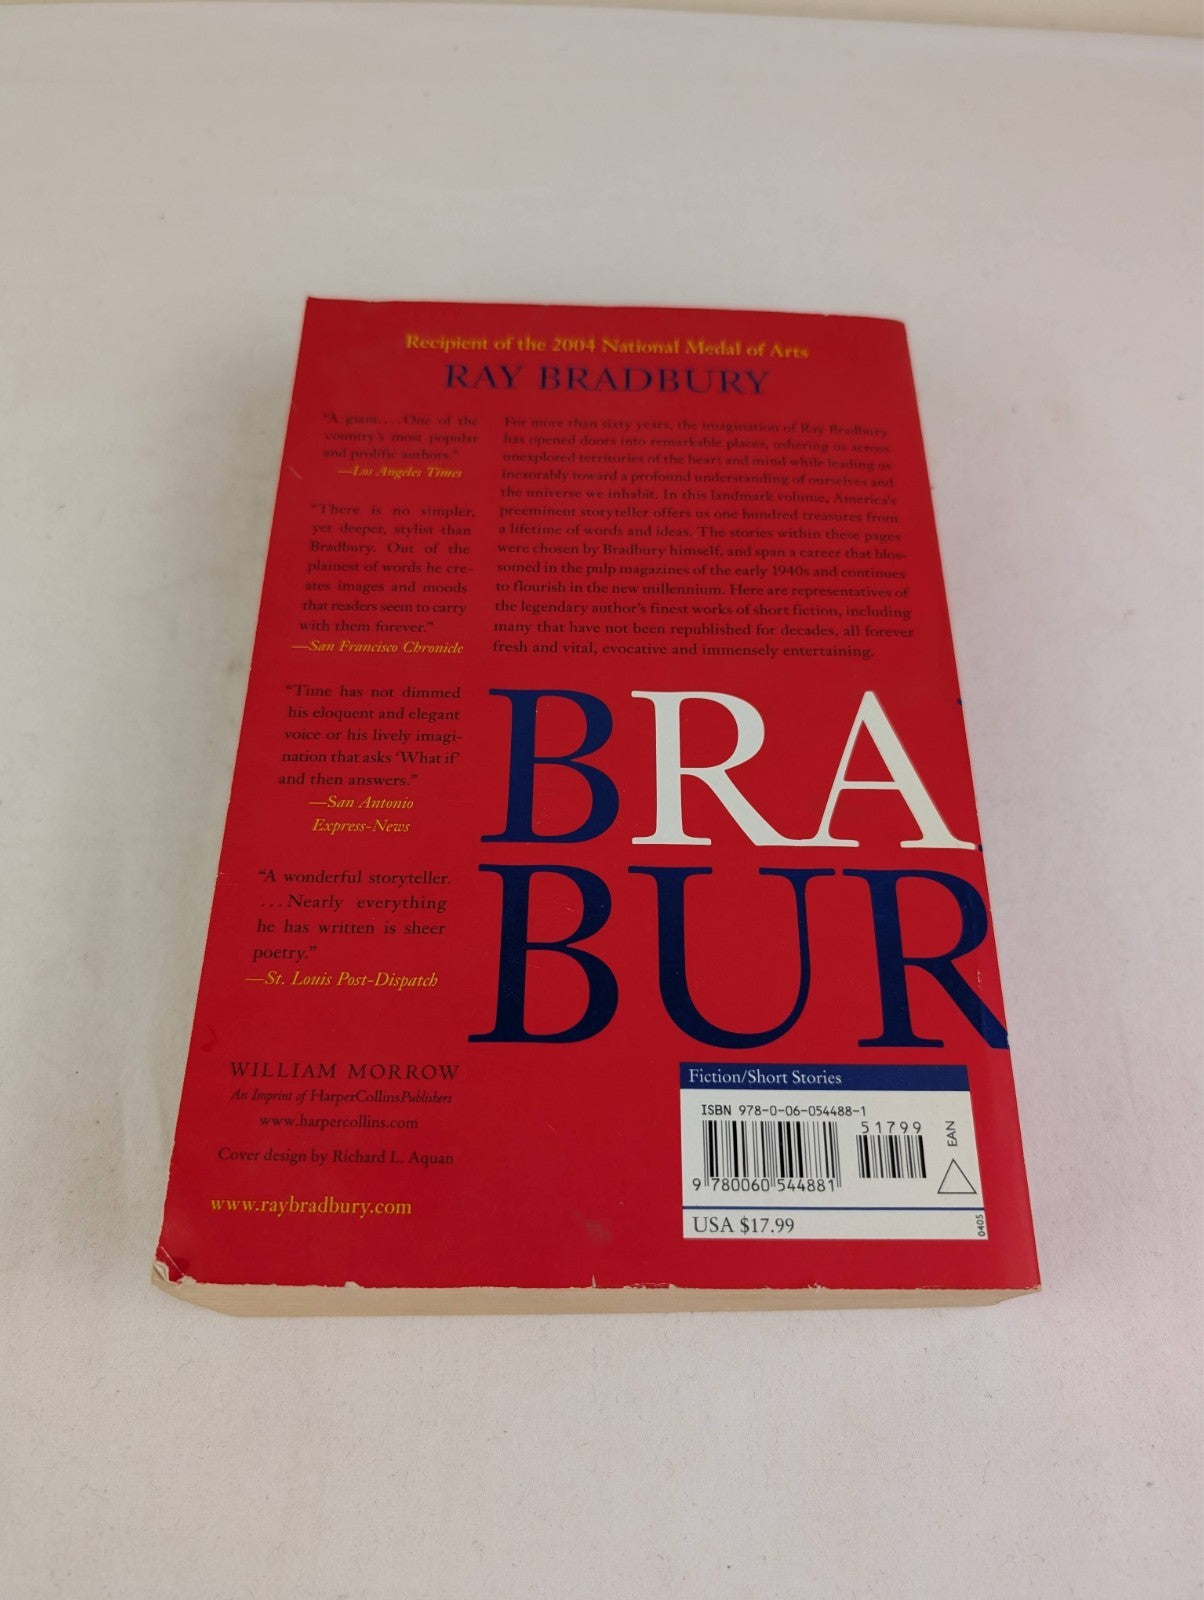 Recipient of the 2004 National Medal of Arts
RAY BRADBURY
"A giant.... One of the
country's most popular
and prolific authors."
—Los Angeles Times
"There is no simpler,
yet deeper, stylist than
Bradbury. Out of the
plainest of words he cre-
ates images and moods
that readers seem to carry
with them forever."
—San Francisco Chronicle
"Time has not dimmed
his eloquent and elegant
voice or his lively imagi-
nation that asks 'What if'
and then answers."
—San Antonio
Express-News
"A wonderful storyteller.
... Nearly everything
he has written is sheer
poetry."
—St. Louis Post-Dispatch
For more than sixty years, the imagination of Ray Bradbury
has opened doors into remarkable places, ushering us across
unexplored territories of the heart and mind while leading us
inexorably toward a profound understanding of ourselves and
the universe we inhabit. In this landmark volume, America's
preeminent storyteller offers us one hundred treasures from
a lifetime of words and ideas. The stories within these pages
were chosen by Bradbury himself, and span a career that blos-
somed in the pulp magazines of the early 1940s and continues
to flourish in the new millennium. Here are representatives of
the legendary author's finest works of short fiction, including
many that have not been republished for decades, all forever
fresh and vital, evocative and immensely entertaining.
BRA
BUR
WILLIAM MORROW
An Imprint of HarperCollinsPublishers
www.harpercollins.com
Cover design by Richard L. Aquan
www.raybradbury.com
Fiction/Short Stories
ISBN 978-0-06-054488-1
51799
EAN
9 780060 544881
USA $17.99
0405